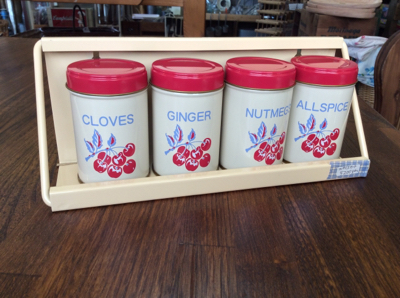 CLOVES
GINGER
NUTMEG
ALLSPICE